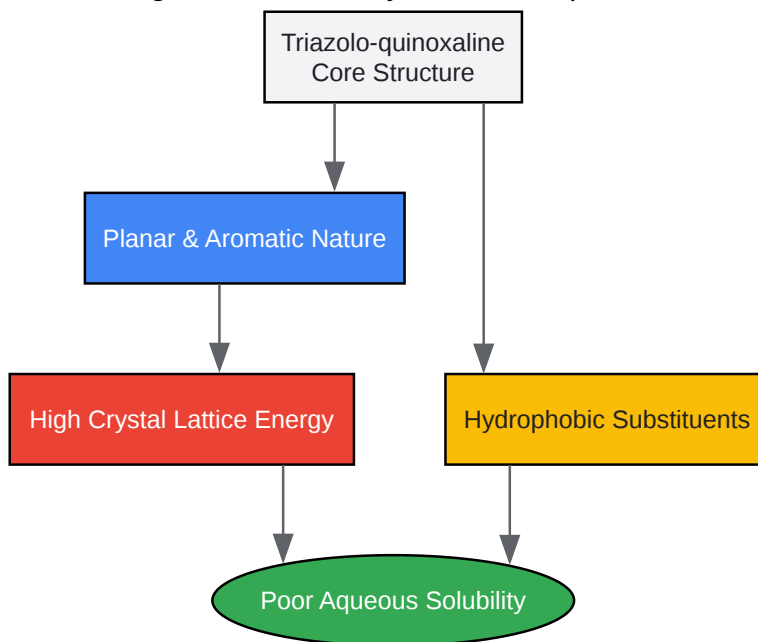 Triazolo-quinoxaline
Core Structure
Planar & Aromatic Nature
High Crystal Lattice Energy
Hydrophobic Substituents
Poor Aqueous Solubility